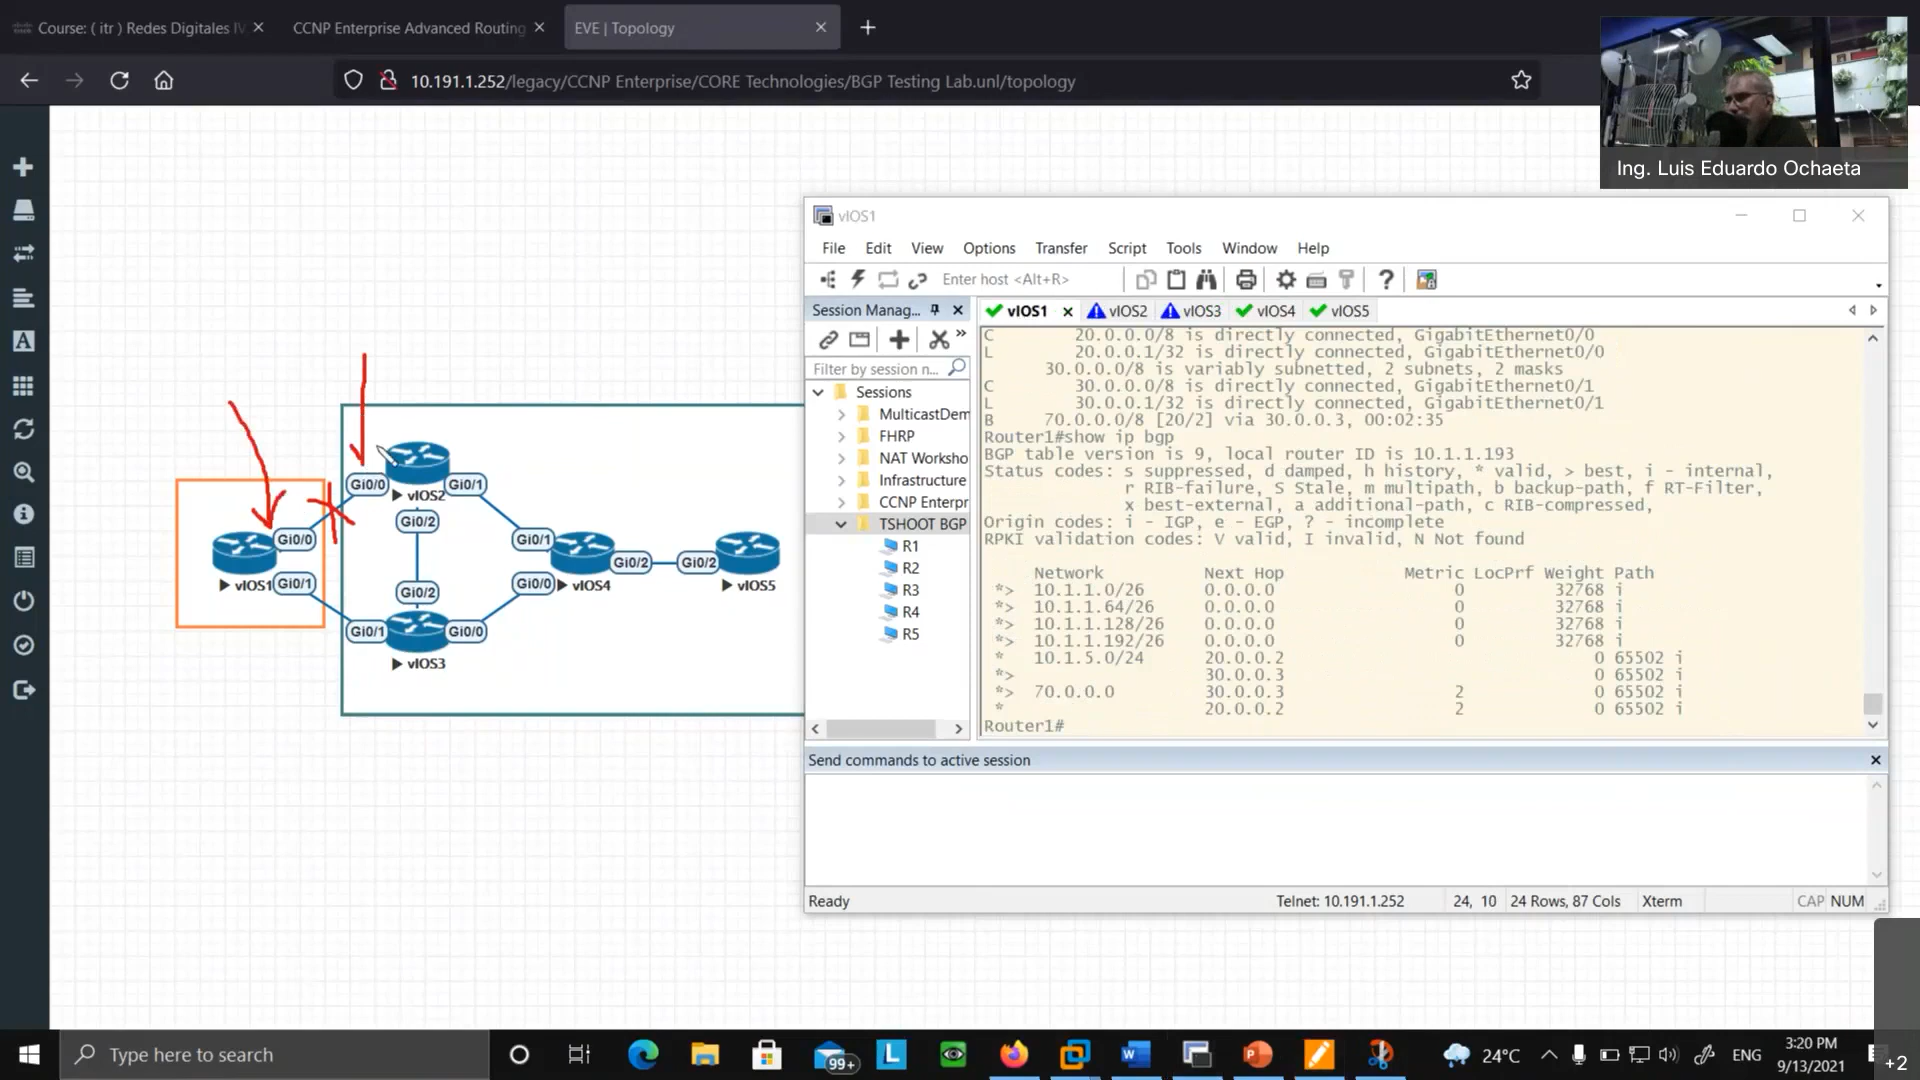 Course: ( itr ) Redes Digitales IV
CCNP Enterprise Advanced Routing
EVE | Topology
10.191.1.252/legacy/CCNP Enterprise/CORE Technologies/BGP Testing Lab.unl/topology
Ing. Luis Eduardo Ochaeta
vIOS1
File Edit View Options Transfer Script Tools Window Help
Enter host <Alt+R>
Session Manag...
vIOS1 vIOS2 vIOS3 vIOS4 vIOS5
Filter by session n...
Sessions
MulticastDem
FHRP
NAT Worksho
Infrastructure
CCNP Enterpr
TSHOOT BGP
R1
R2
R3
R4
R5
C 20.0.0.0/8 is directly connected, GigabitEthernet0/0
L 20.0.0.1/32 is directly connected, GigabitEthernet0/0
30.0.0.0/8 is variably subnetted, 2 subnets, 2 masks
C 30.0.0.0/8 is directly connected, GigabitEthernet0/1
L 30.0.0.1/32 is directly connected, GigabitEthernet0/1
B 70.0.0.0/8 [20/2] via 30.0.0.3, 00:02:35
Router1#show ip bgp
BGP table version is 9, local router ID is 10.1.1.193
Status codes: s suppressed, d damped, h history, * valid, > best, i - internal,
r RIB-failure, S Stale, m multipath, b backup-path, f RT-Filter,
x best-external, a additional-path, c RIB-compressed,
Origin codes: i - IGP, e - EGP, ? - incomplete
RPKI validation codes: V valid, I invalid, N Not found
Network Next Hop Metric LocPrf Weight Path
*> 10.1.1.0/26 0.0.0.0 0 32768 i
*> 10.1.1.64/26 0.0.0.0 0 32768 i
*> 10.1.1.128/26 0.0.0.0 0 32768 i
*> 10.1.1.192/26 0.0.0.0 0 32768 i
* 10.1.5.0/24 20.0.0.2 0 65502 i
*> 30.0.0.3 0 65502 i
*> 70.0.0.0 30.0.0.3 2 0 65502 i
* 20.0.0.2 2 0 65502 i
Router1#
Send commands to active session
Ready Telnet: 10.191.1.252 24, 10 24 Rows, 87 Cols Xterm CAP NUM
Gi0/0 vIOS2 Gi0/1
Gi0/2
Gi0/0 Gi0/1
vIOS1 Gi0/1
Gi0/2 Gi0/0 vIOS4 Gi0/2 Gi0/2 vIOS5
Gi0/1 Gi0/0
vIOS3
Type here to search
99+
24°C
ENG
3:20 PM
9/13/2021
+2